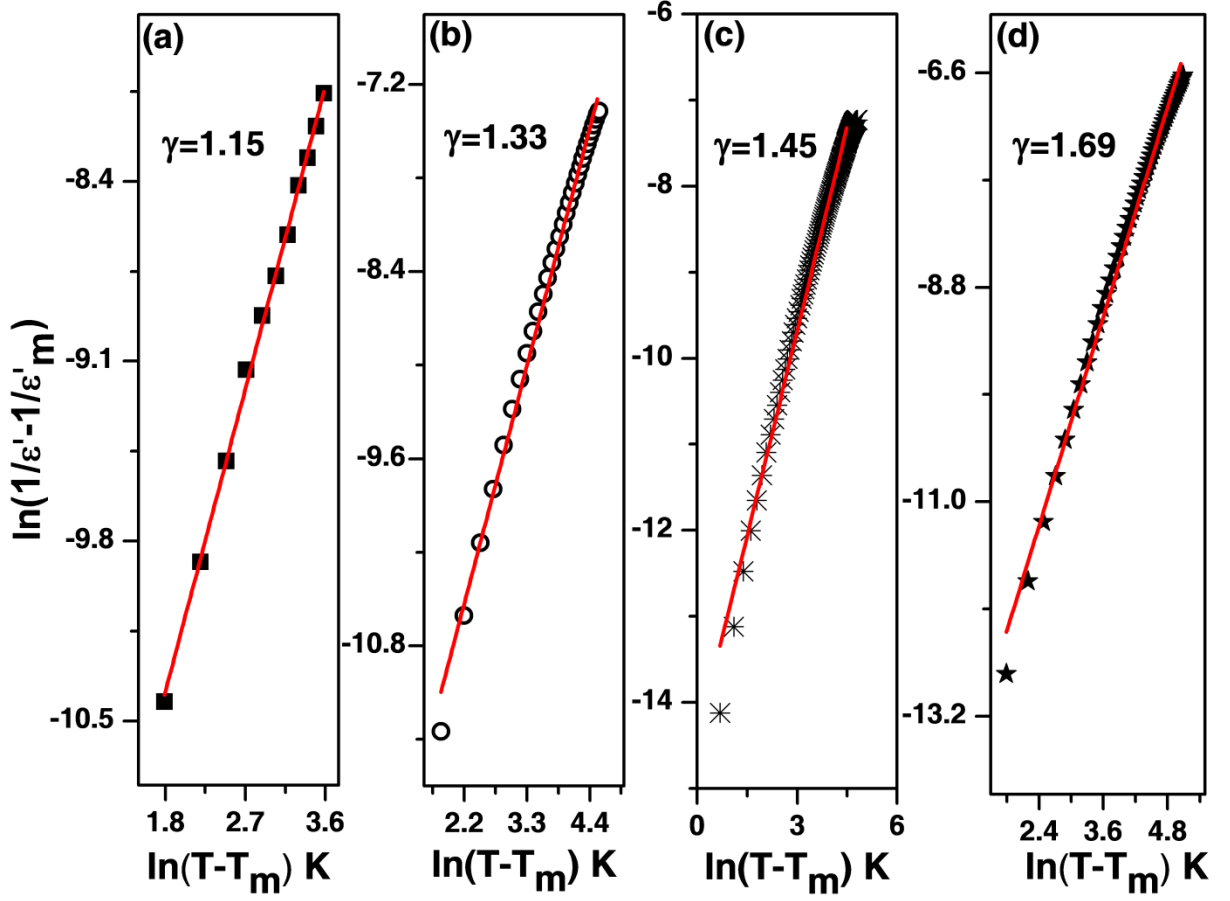 (a)
γ=1.15
-8.4
-9.1
-9.8
-10.5
1.8 2.7 3.6
ln(T-Tm) K
ln(1/ε'-1/ε'm)
(b)
γ=1.33
-7.2
-8.4
-9.6
-10.8
2.2 3.3 4.4
ln(T-Tm) K
(c)
γ=1.45
-6
-8
-10
-12
-14
0 3 6
ln(T-Tm) K
(d)
γ=1.69
-6.6
-8.8
-11.0
-13.2
2.4 3.6 4.8
ln(T-Tm) K